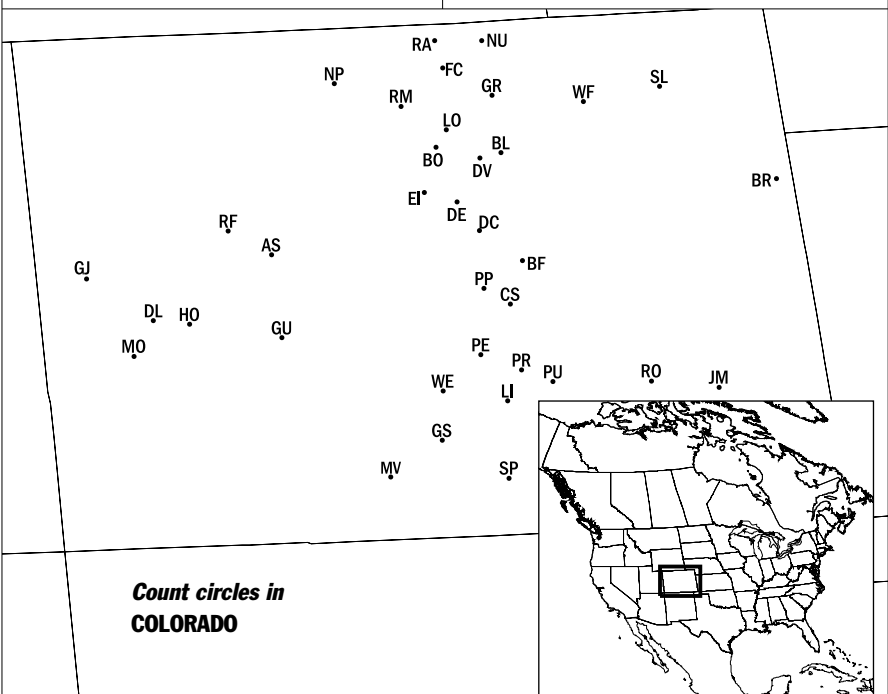 RA
NU
FC
NP
GR
SL
WF
RM
LO
BL
BO
DV
BR
EI
DE
RF
DC
AS
BF
GJ
PP
CS
DL
HO
GU
MO
PE
PR
PU
RO
JM
WE
LI
GS
MV
SP
Count circles in
COLORADO